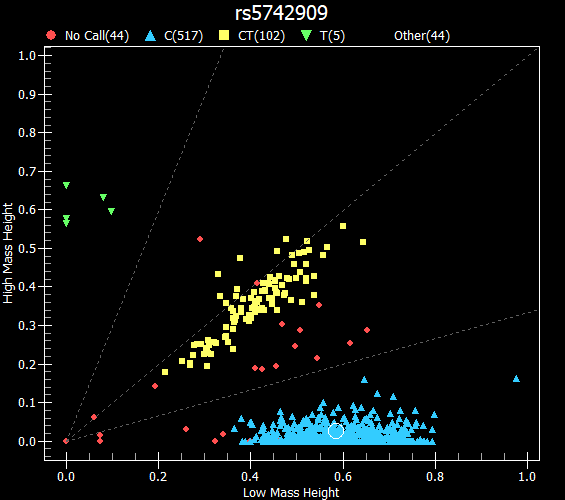 rs5742909
No Call(44) C(517) CT(102) T(5) Other(44)
1.0
0.9
0.8
0.7
0.6
0.5
0.4
0.3
0.2
0.1
0.0
High Mass Height
0.0 0.2 0.4 0.6 0.8 1.0
Low Mass Height